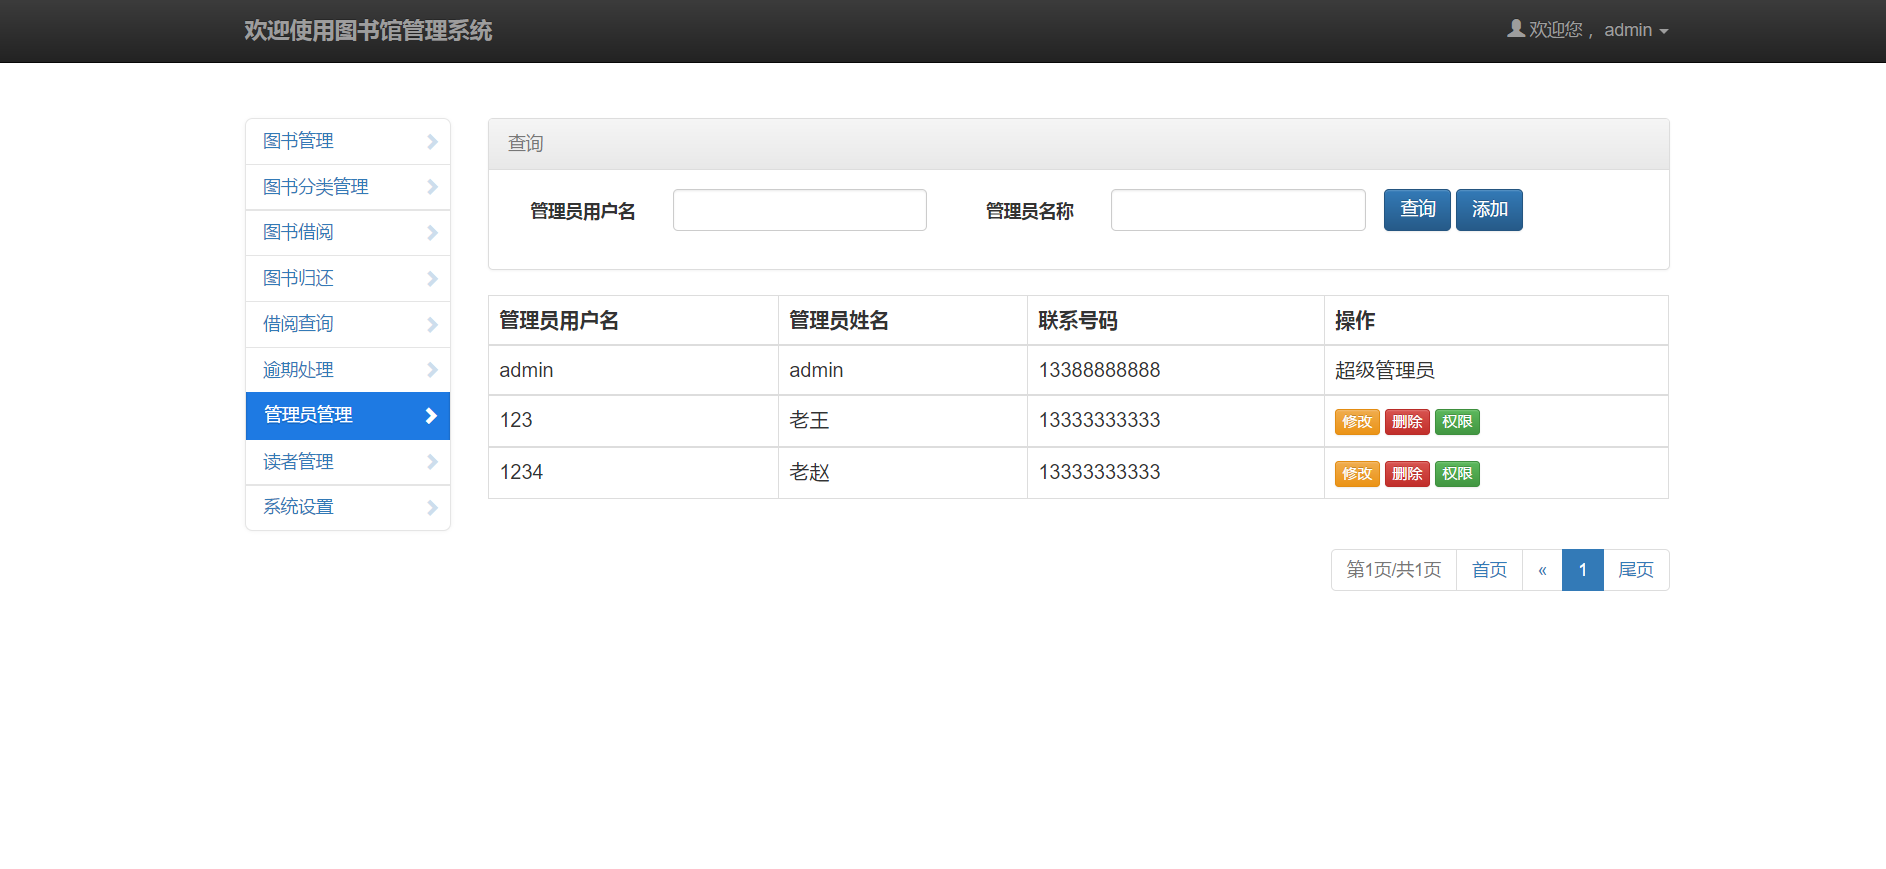 欢迎使用图书馆管理系统
欢迎您， admin
图书管理
图书分类管理
图书借阅
图书归还
借阅查询
逾期处理
管理员管理
读者管理
系统设置
查询
管理员用户名 管理员名称 查询 添加
管理员用户名 管理员姓名 联系号码 操作
admin admin 13388888888 超级管理员
123 老王 13333333333 修改 删除 权限
1234 老赵 13333333333 修改 删除 权限
第1页/共1页 首页 « 1 尾页